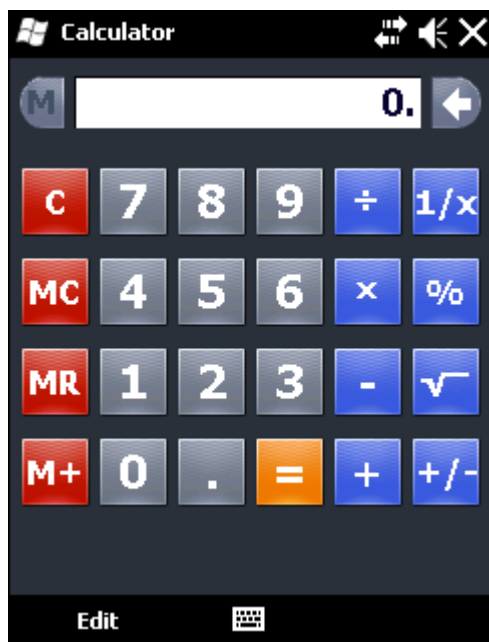 Calculator
M 0.
C 7 8 9 ÷ 1/x
MC 4 5 6 × %
MR 1 2 3 - √
M+ 0 . = + +/-
Edit